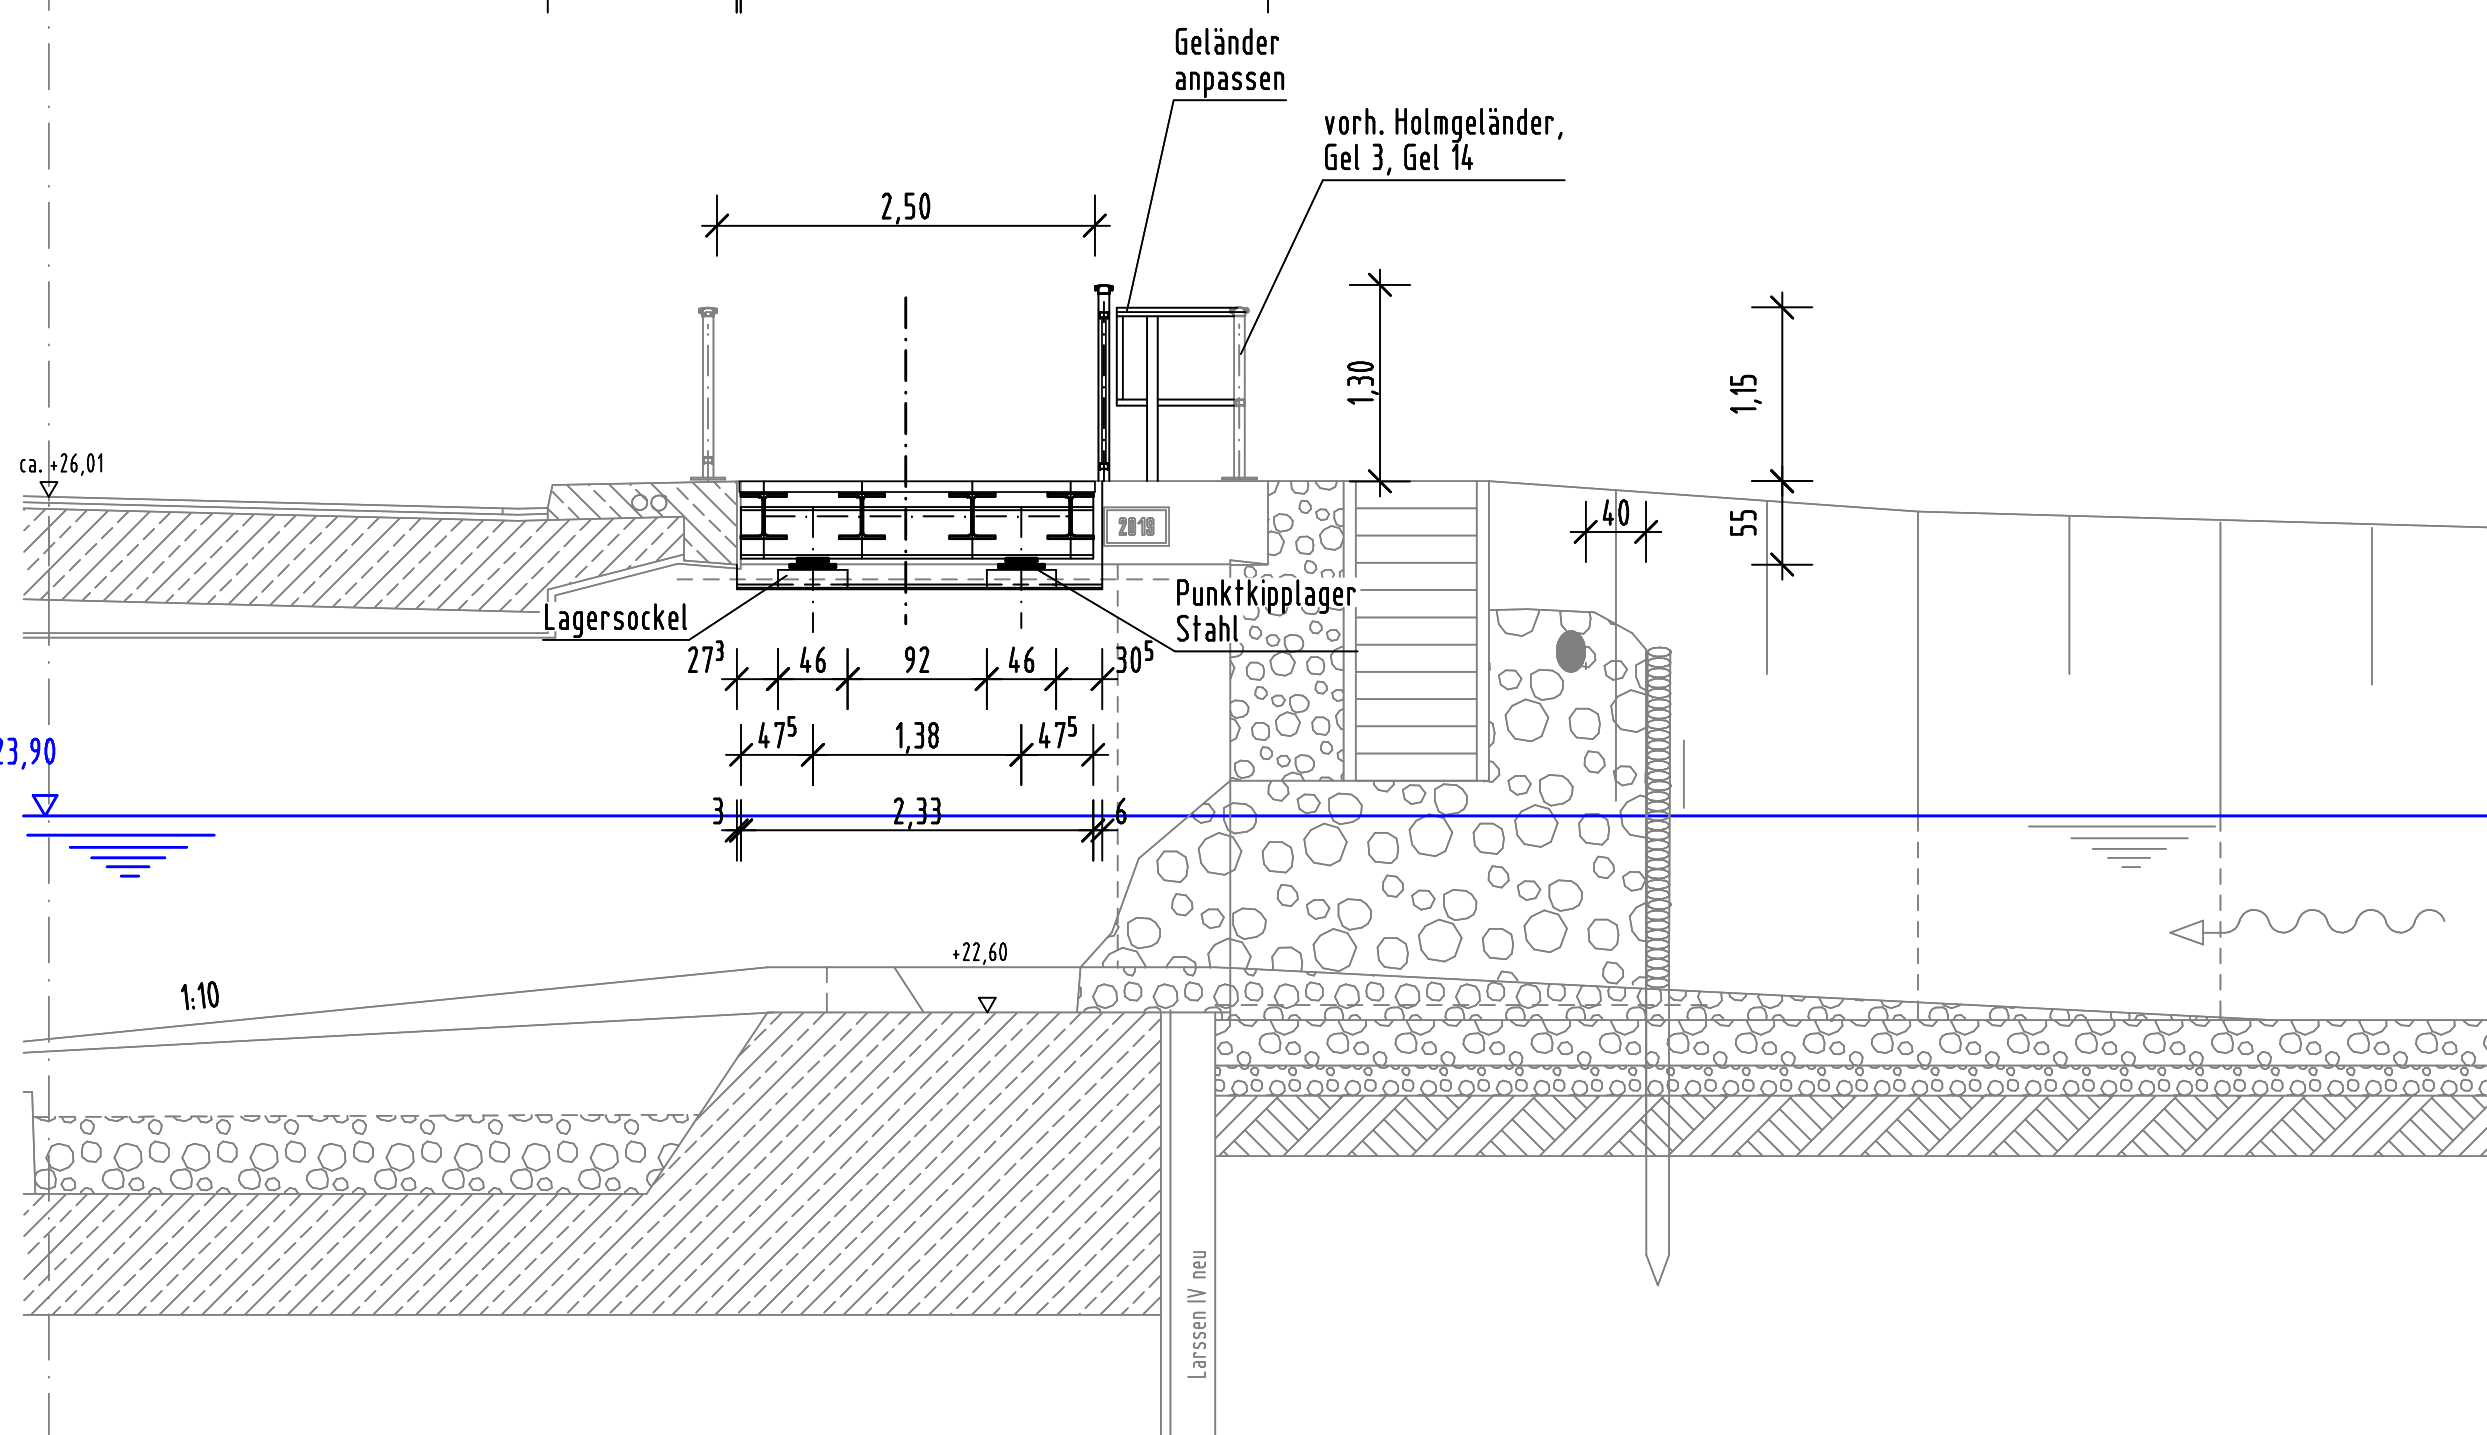 Geländer
anpassen
vorh. Holmgeländer,
Gel 3, Gel 14
2,50
1,30
1,15
ca. +26,01
40
55
2019
Punktkipplager
Stahl
Lagersockel
27³ 46 92 46 30⁵
47⁵ 1,38 47⁵
23,90
3 2,33 6
+22,60
1:10
Larssen IV neu